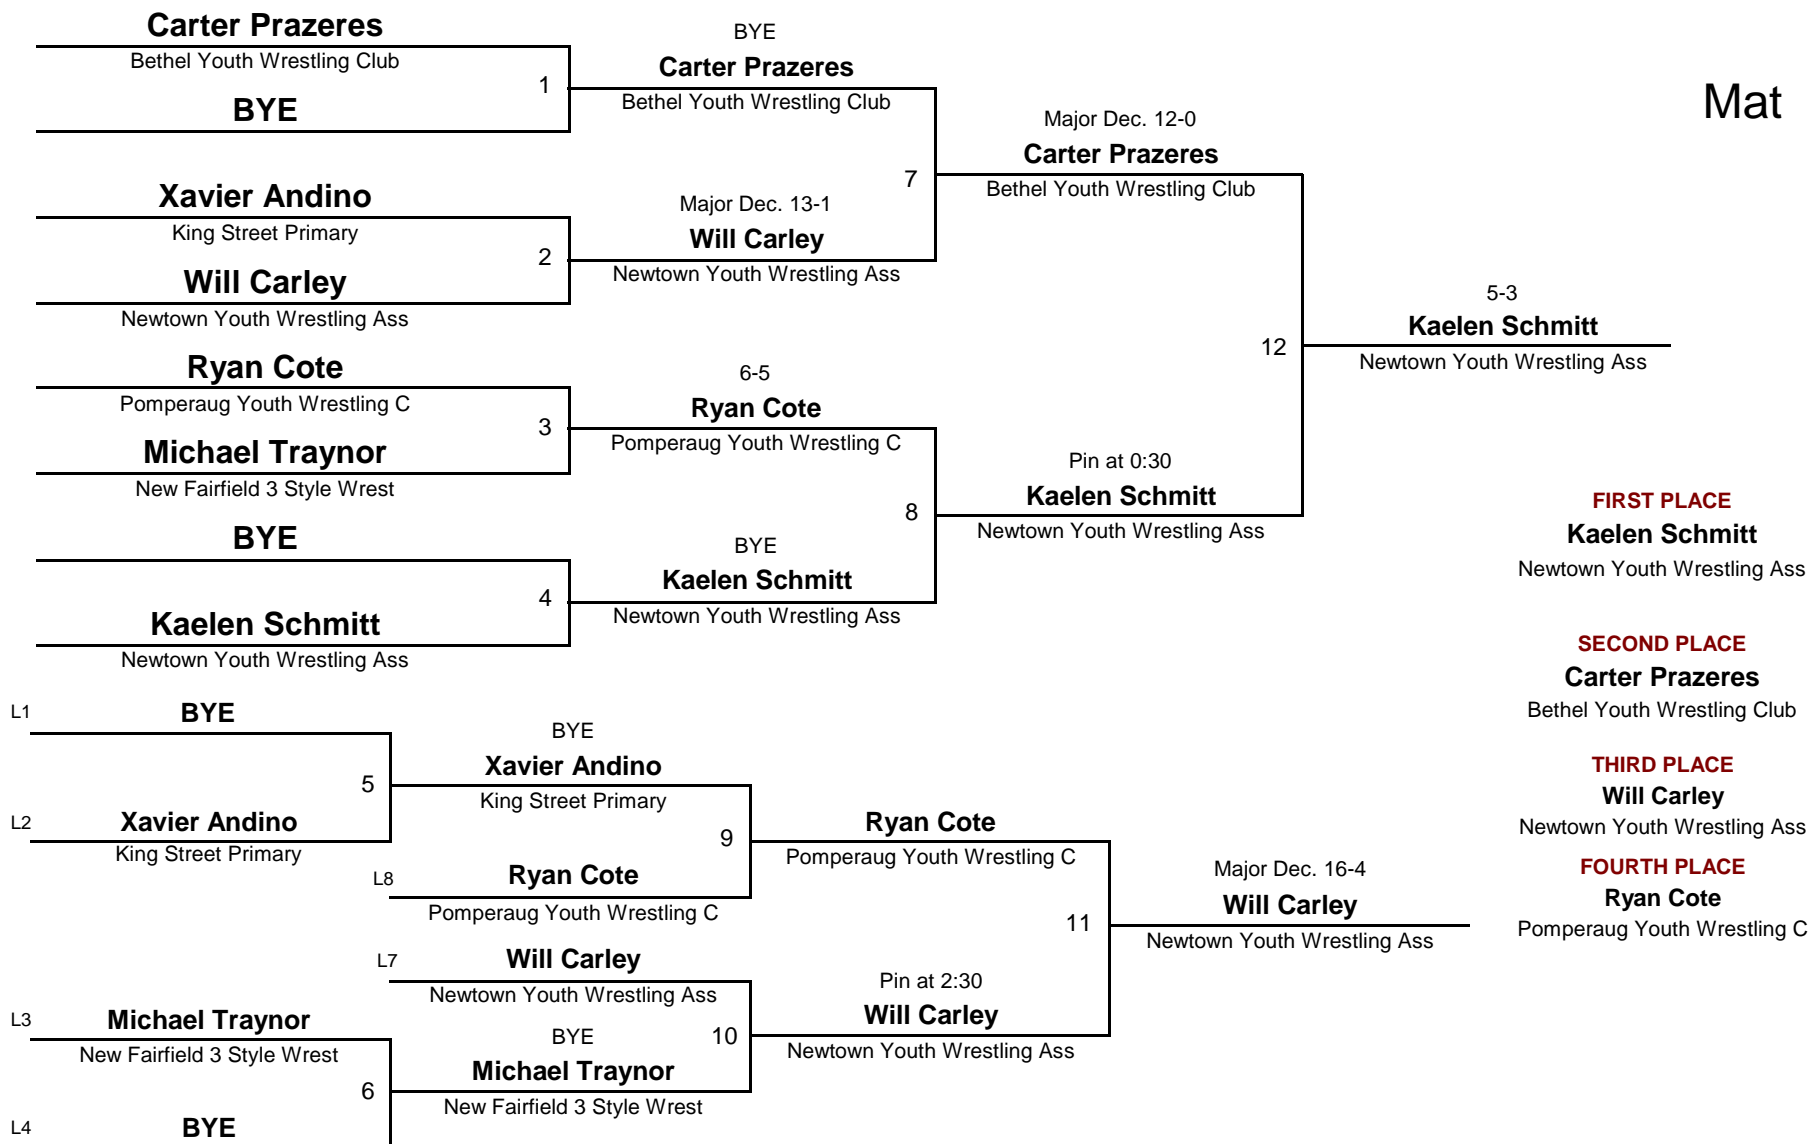 Carter Prazeres
Bethel Youth Wrestling Club
1
BYE
Xavier Andino
King Street Primary
2
Will Carley
Newtown Youth Wrestling Ass
Ryan Cote
Pomperaug Youth Wrestling C
3
Michael Traynor
New Fairfield 3 Style Wrest
BYE
4
Kaelen Schmitt
Newtown Youth Wrestling Ass
BYE
Carter Prazeres
Bethel Youth Wrestling Club
7
Major Dec. 13-1
Will Carley
Newtown Youth Wrestling Ass
6-5
Ryan Cote
Pomperaug Youth Wrestling C
8
BYE
Kaelen Schmitt
Newtown Youth Wrestling Ass
Major Dec. 12-0
Carter Prazeres
Bethel Youth Wrestling Club
12
Pin at 0:30
Kaelen Schmitt
Newtown Youth Wrestling Ass
Mat
5-3
Kaelen Schmitt
Newtown Youth Wrestling Ass
FIRST PLACE
Kaelen Schmitt
Newtown Youth Wrestling Ass
SECOND PLACE
Carter Prazeres
Bethel Youth Wrestling Club
THIRD PLACE
Will Carley
Newtown Youth Wrestling Ass
FOURTH PLACE
Ryan Cote
Pomperaug Youth Wrestling C
L1
BYE
5
L2
Xavier Andino
King Street Primary
BYE
Xavier Andino
King Street Primary
9
L8
Ryan Cote
Pomperaug Youth Wrestling C
L7
Will Carley
Newtown Youth Wrestling Ass
10
L3
Michael Traynor
New Fairfield 3 Style Wrest
6
L4
BYE
BYE
Michael Traynor
New Fairfield 3 Style Wrest
Ryan Cote
Pomperaug Youth Wrestling C
11
Pin at 2:30
Will Carley
Newtown Youth Wrestling Ass
Major Dec. 16-4
Will Carley
Newtown Youth Wrestling Ass